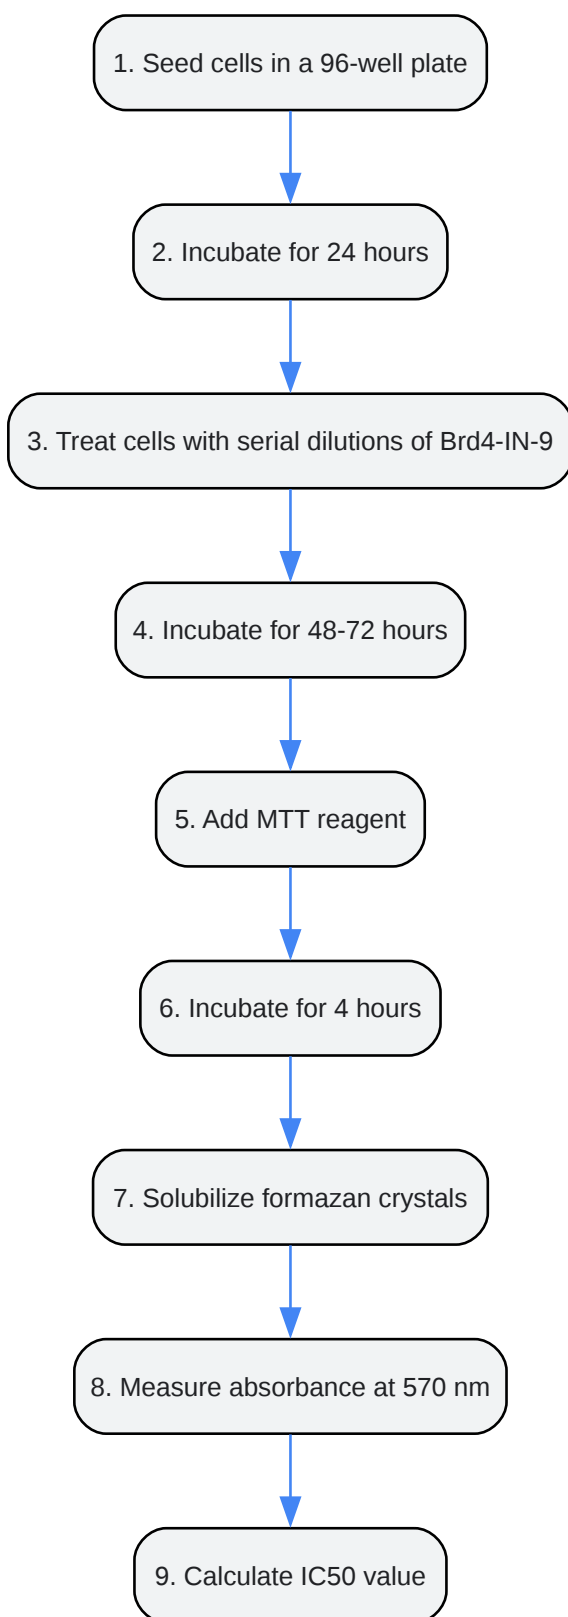 1. Seed cells in a 96-well plate
2. Incubate for 24 hours
3. Treat cells with serial dilutions of Brd4-IN-9
4. Incubate for 48-72 hours
5. Add MTT reagent
6. Incubate for 4 hours
7. Solubilize formazan crystals
8. Measure absorbance at 570 nm
9. Calculate IC50 value